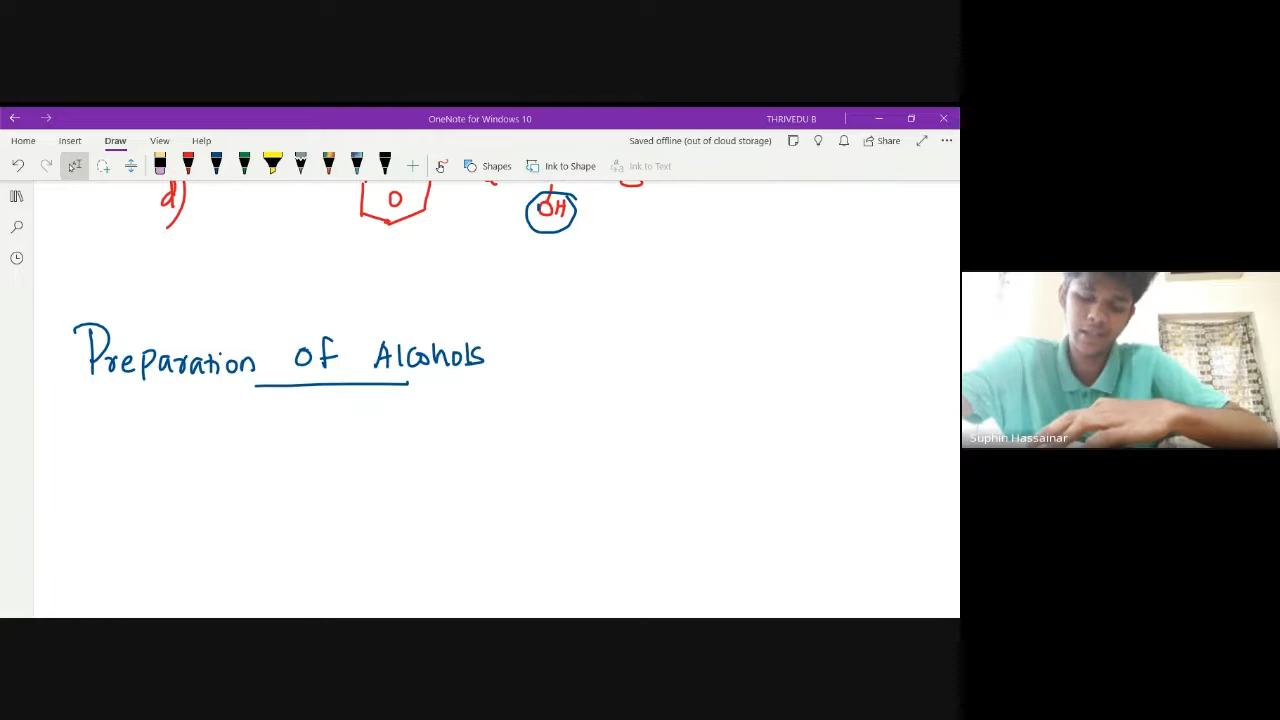 OneNote for Windows 10
THRIVEDU B
Home Insert Draw View Help
Saved offline (out of cloud storage)
Share
Shapes
Ink to Shape
Ink to Text
d)
O
OH
Preparation of Alcohols
Suphin Hassainar